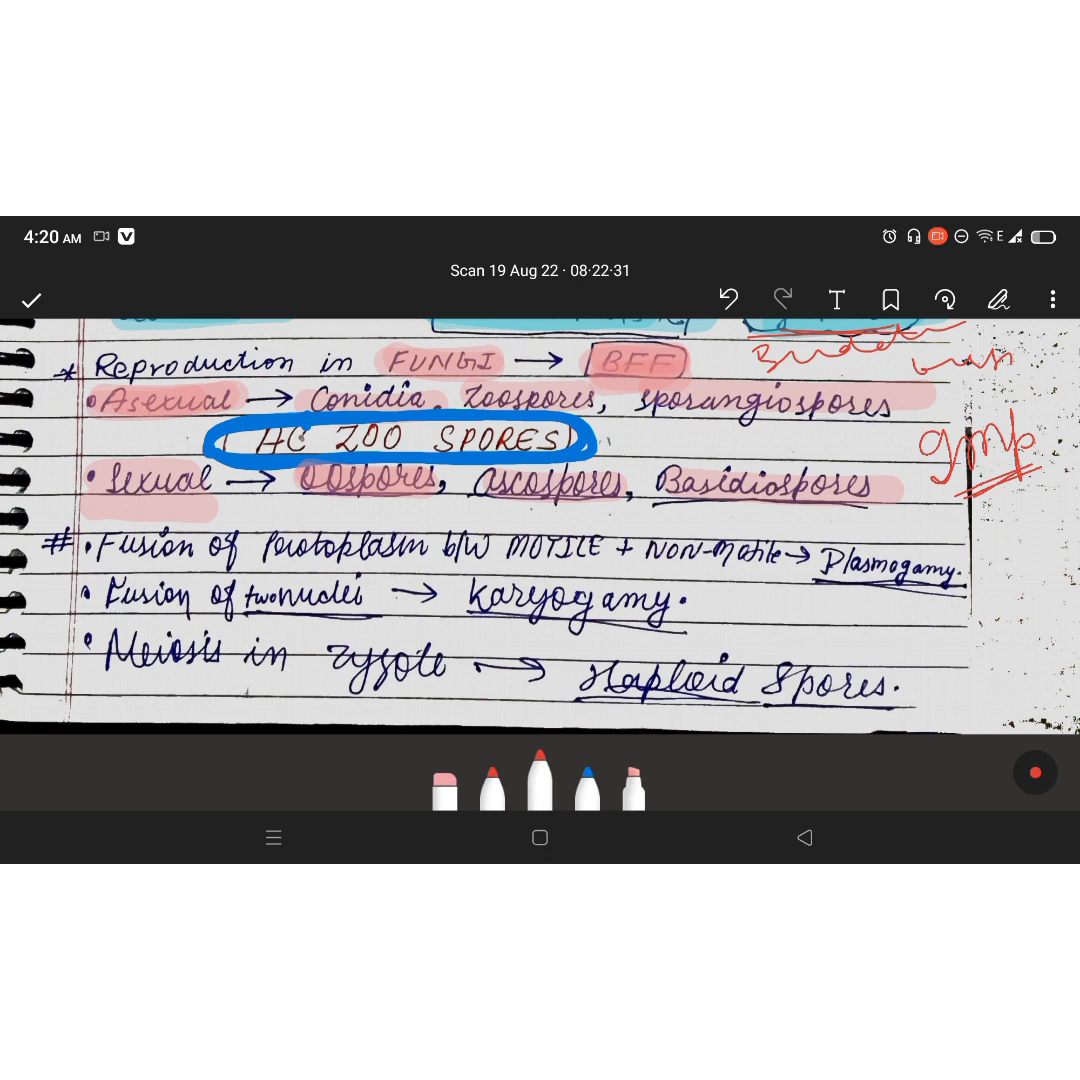 4:20 AM
E
Scan 19 Aug 22 · 08·22·31
T
* Reproduction in FUNGI → BFF
• Asexual → Conidia, Zoospores, sporangiospores
AC ZOO SPORES
gmp
• Sexual → Oospores, ascospores, Basidiospores
# • Fusion of Protoplasm b/w MOTILE + NON-Motile → Plasmogamy.
• Fusion of two nuclei → Karyogamy.
• Meiosis in zygote → Haploid Spores.